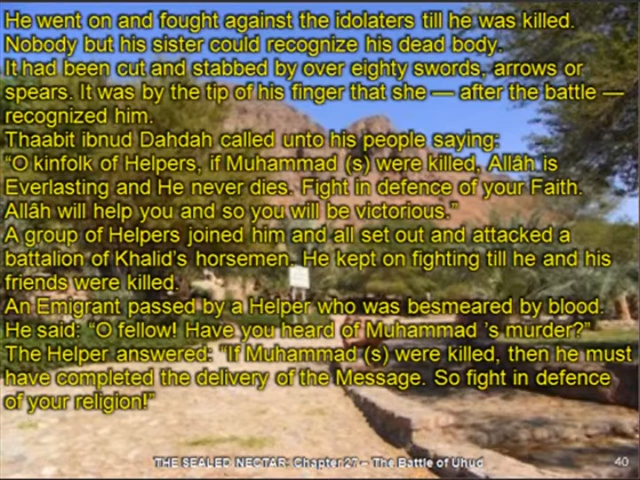 He went on and fought against the idolaters till he was killed.
Nobody but his sister could recognize his dead body.
It had been cut and stabbed by over eighty swords, arrows or
spears. It was by the tip of his finger that she — after the battle —
recognized him.
Thaabit ibnud Dahdah called unto his people saying:
“O kinfolk of Helpers, if Muhammad (s) were killed, Allâh is
Everlasting and He never dies. Fight in defence of your Faith.
Allâh will help you and so you will be victorious.”
A group of Helpers joined him and all set out and attacked a
battalion of Khalid’s horsemen. He kept on fighting till he and his
friends were killed.
An Emigrant passed by a Helper who was besmeared by blood.
He said: “O fellow! Have you heard of Muhammad ’s murder?”
The Helper answered: “If Muhammad (s) were killed, then he must
have completed the delivery of the Message. So fight in defence
of your religion!”
THE SEALED NECTAR. Chapter 27 – The Battle of Uhud 40